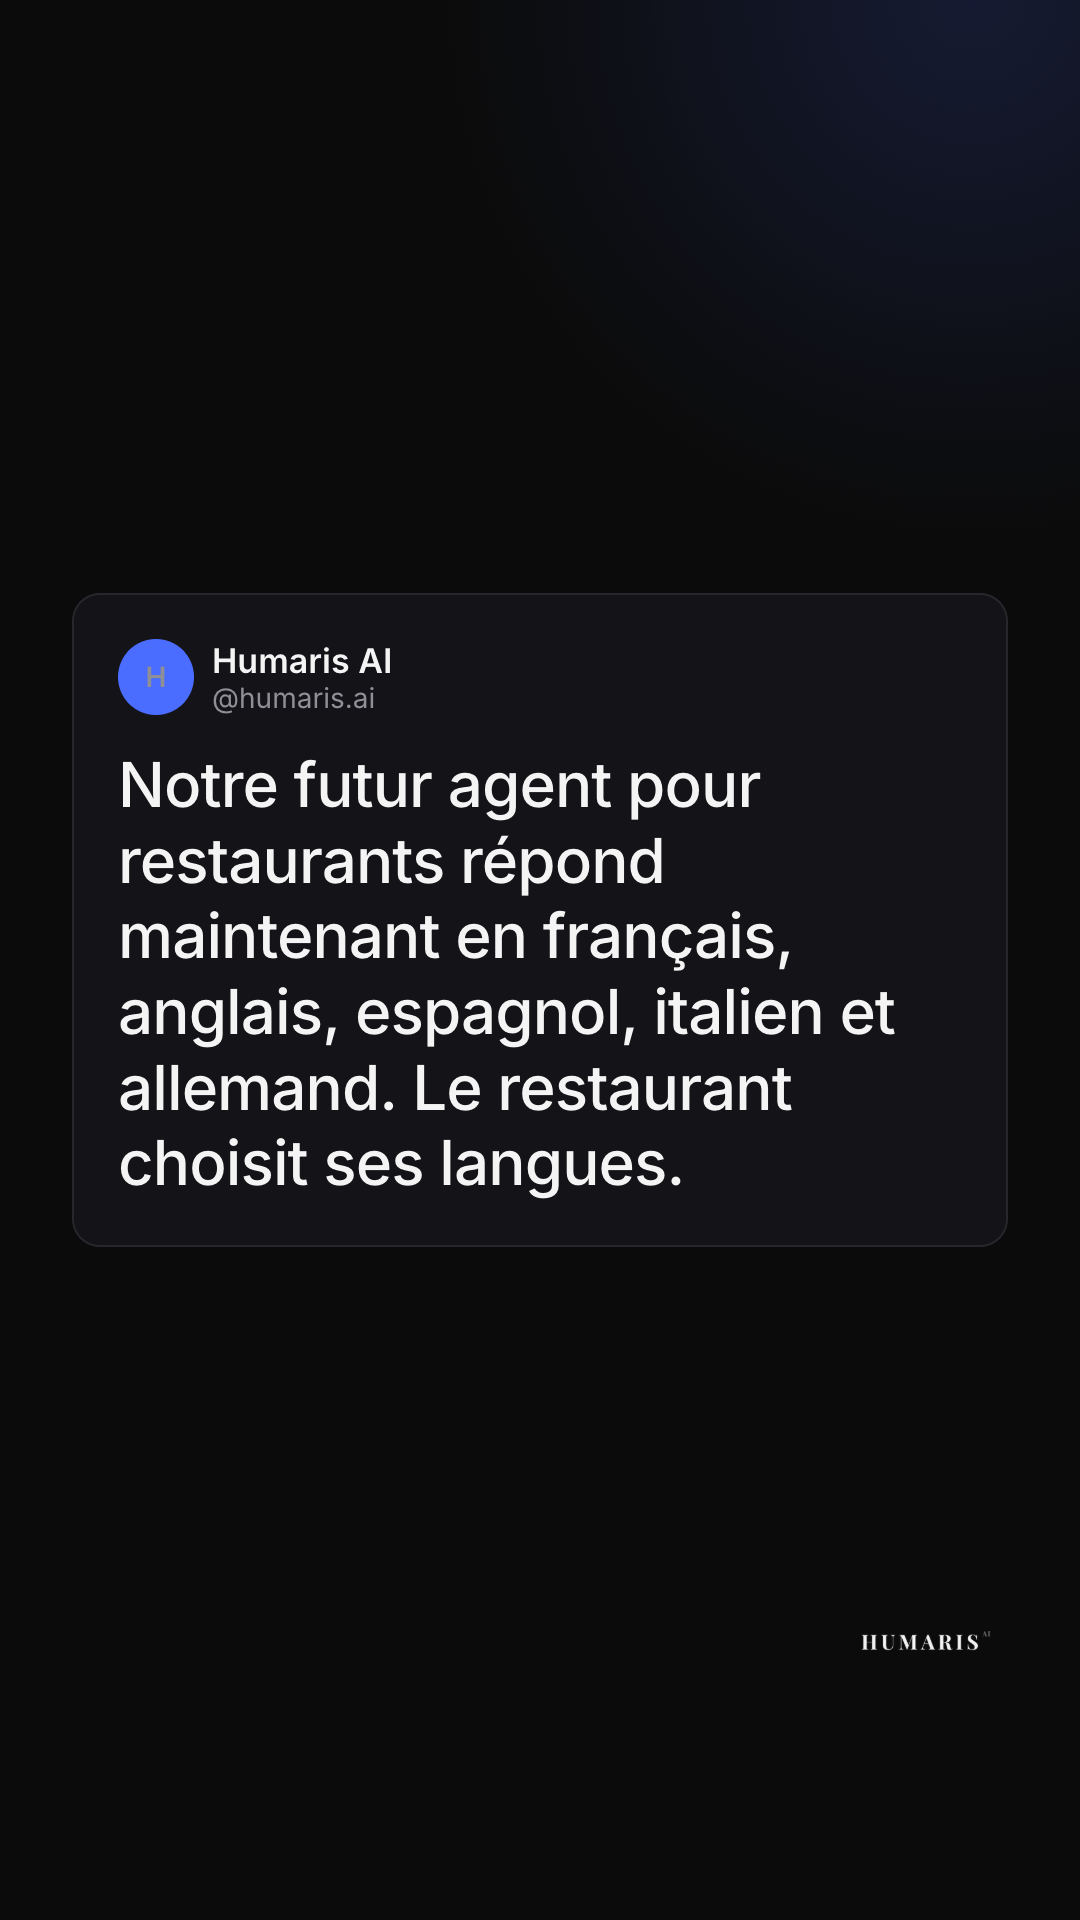 H
Humaris AI
@humaris.ai
Notre futur agent pour
restaurants répond
maintenant en français,
anglais, espagnol, italien et
allemand. Le restaurant
choisit ses langues.
HUMARIS AI